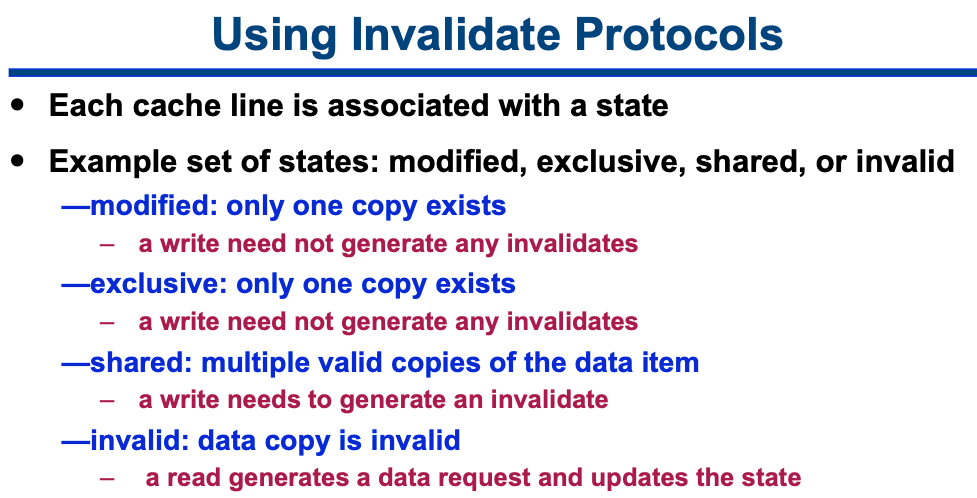 Using Invalidate Protocols
• Each cache line is associated with a state
• Example set of states: modified, exclusive, shared, or invalid
—modified: only one copy exists
– a write need not generate any invalidates
—exclusive: only one copy exists
– a write need not generate any invalidates
—shared: multiple valid copies of the data item
– a write needs to generate an invalidate
—invalid: data copy is invalid
– a read generates a data request and updates the state